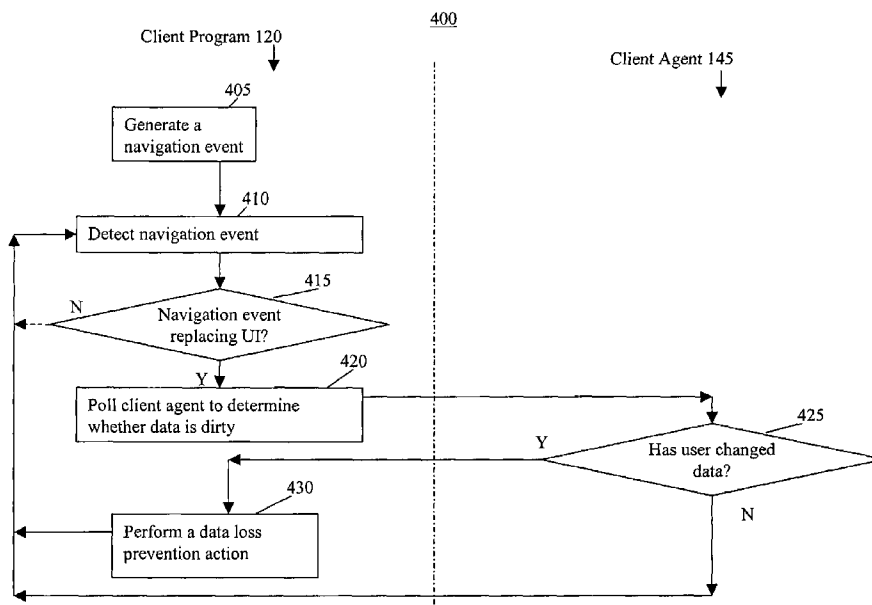 400
Client Program 120
Client Agent 145
405
Generate a
navigation event
410
Detect navigation event
415
N
Navigation event
replacing UI?
Y
420
Poll client agent to determine
whether data is dirty
425
Y
Has user changed
data?
N
430
Perform a data loss
prevention action